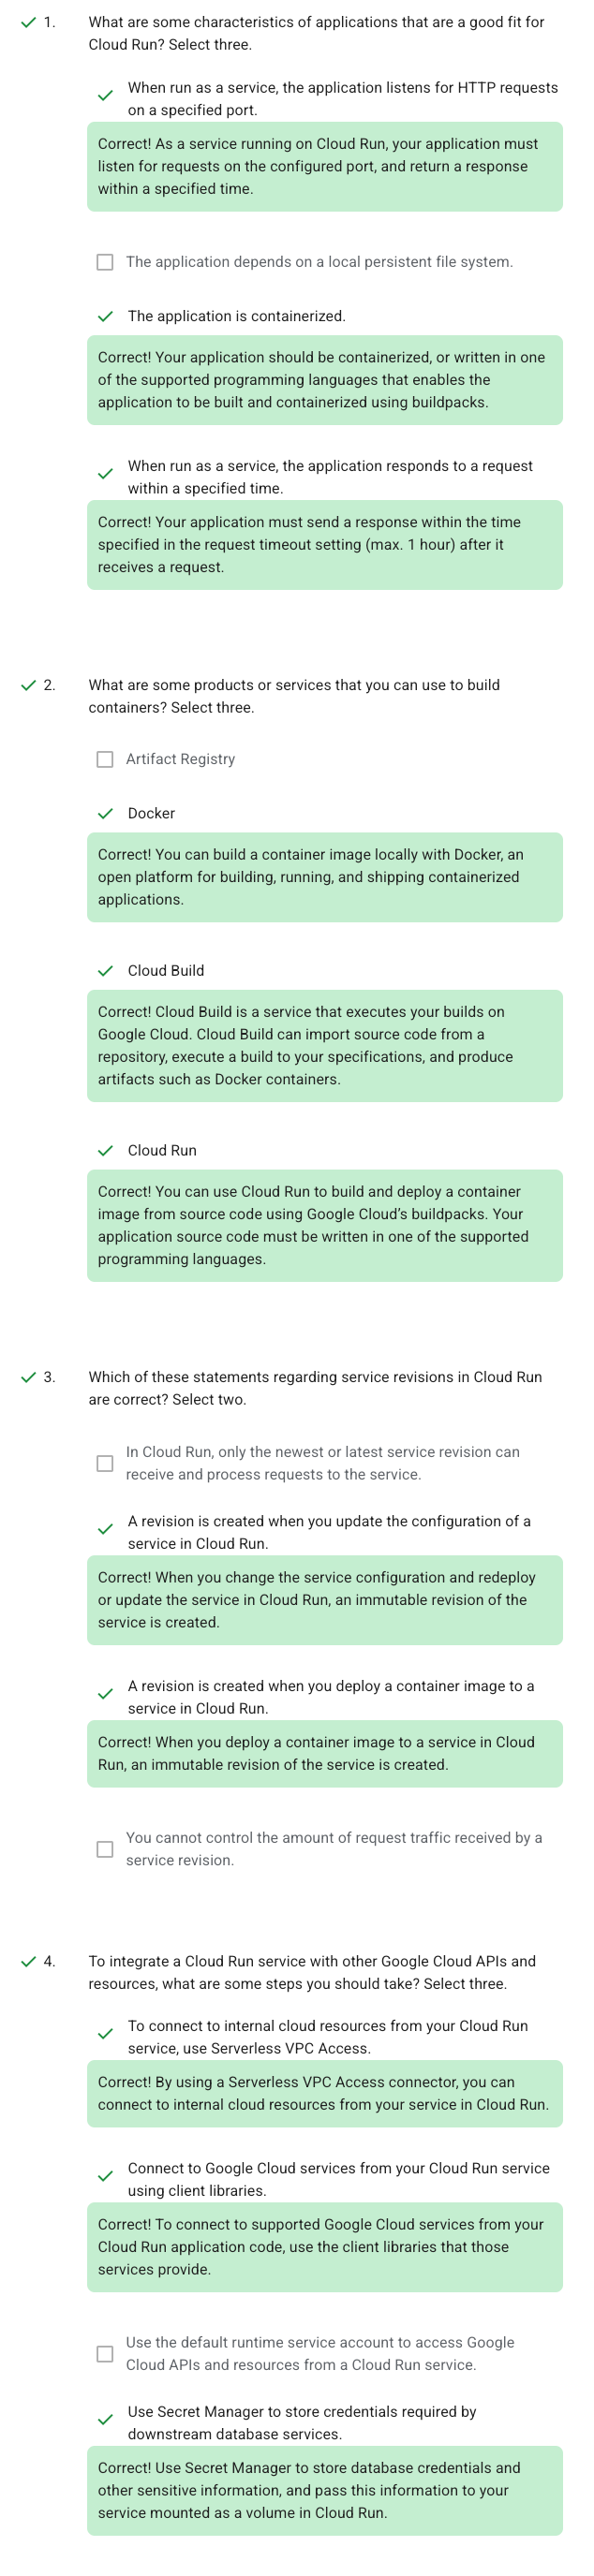 1. What are some characteristics of applications that are a good fit for
Cloud Run? Select three.
When run as a service, the application listens for HTTP requests
on a specified port.
Correct! As a service running on Cloud Run, your application must
listen for requests on the configured port, and return a response
within a specified time.
The application depends on a local persistent file system.
The application is containerized.
Correct! Your application should be containerized, or written in one
of the supported programming languages that enables the
application to be built and containerized using buildpacks.
When run as a service, the application responds to a request
within a specified time.
Correct! Your application must send a response within the time
specified in the request timeout setting (max. 1 hour) after it
receives a request.
2. What are some products or services that you can use to build
containers? Select three.
Artifact Registry
Docker
Correct! You can build a container image locally with Docker, an
open platform for building, running, and shipping containerized
applications.
Cloud Build
Correct! Cloud Build is a service that executes your builds on
Google Cloud. Cloud Build can import source code from a
repository, execute a build to your specifications, and produce
artifacts such as Docker containers.
Cloud Run
Correct! You can use Cloud Run to build and deploy a container
image from source code using Google Cloud’s buildpacks. Your
application source code must be written in one of the supported
programming languages.
3. Which of these statements regarding service revisions in Cloud Run
are correct? Select two.
In Cloud Run, only the newest or latest service revision can
receive and process requests to the service.
A revision is created when you update the configuration of a
service in Cloud Run.
Correct! When you change the service configuration and redeploy
or update the service in Cloud Run, an immutable revision of the
service is created.
A revision is created when you deploy a container image to a
service in Cloud Run.
Correct! When you deploy a container image to a service in Cloud
Run, an immutable revision of the service is created.
You cannot control the amount of request traffic received by a
service revision.
4. To integrate a Cloud Run service with other Google Cloud APIs and
resources, what are some steps you should take? Select three.
To connect to internal cloud resources from your Cloud Run
service, use Serverless VPC Access.
Correct! By using a Serverless VPC Access connector, you can
connect to internal cloud resources from your service in Cloud Run.
Connect to Google Cloud services from your Cloud Run service
using client libraries.
Correct! To connect to supported Google Cloud services from your
Cloud Run application code, use the client libraries that those
services provide.
Use the default runtime service account to access Google
Cloud APIs and resources from a Cloud Run service.
Use Secret Manager to store credentials required by
downstream database services.
Correct! Use Secret Manager to store database credentials and
other sensitive information, and pass this information to your
service mounted as a volume in Cloud Run.